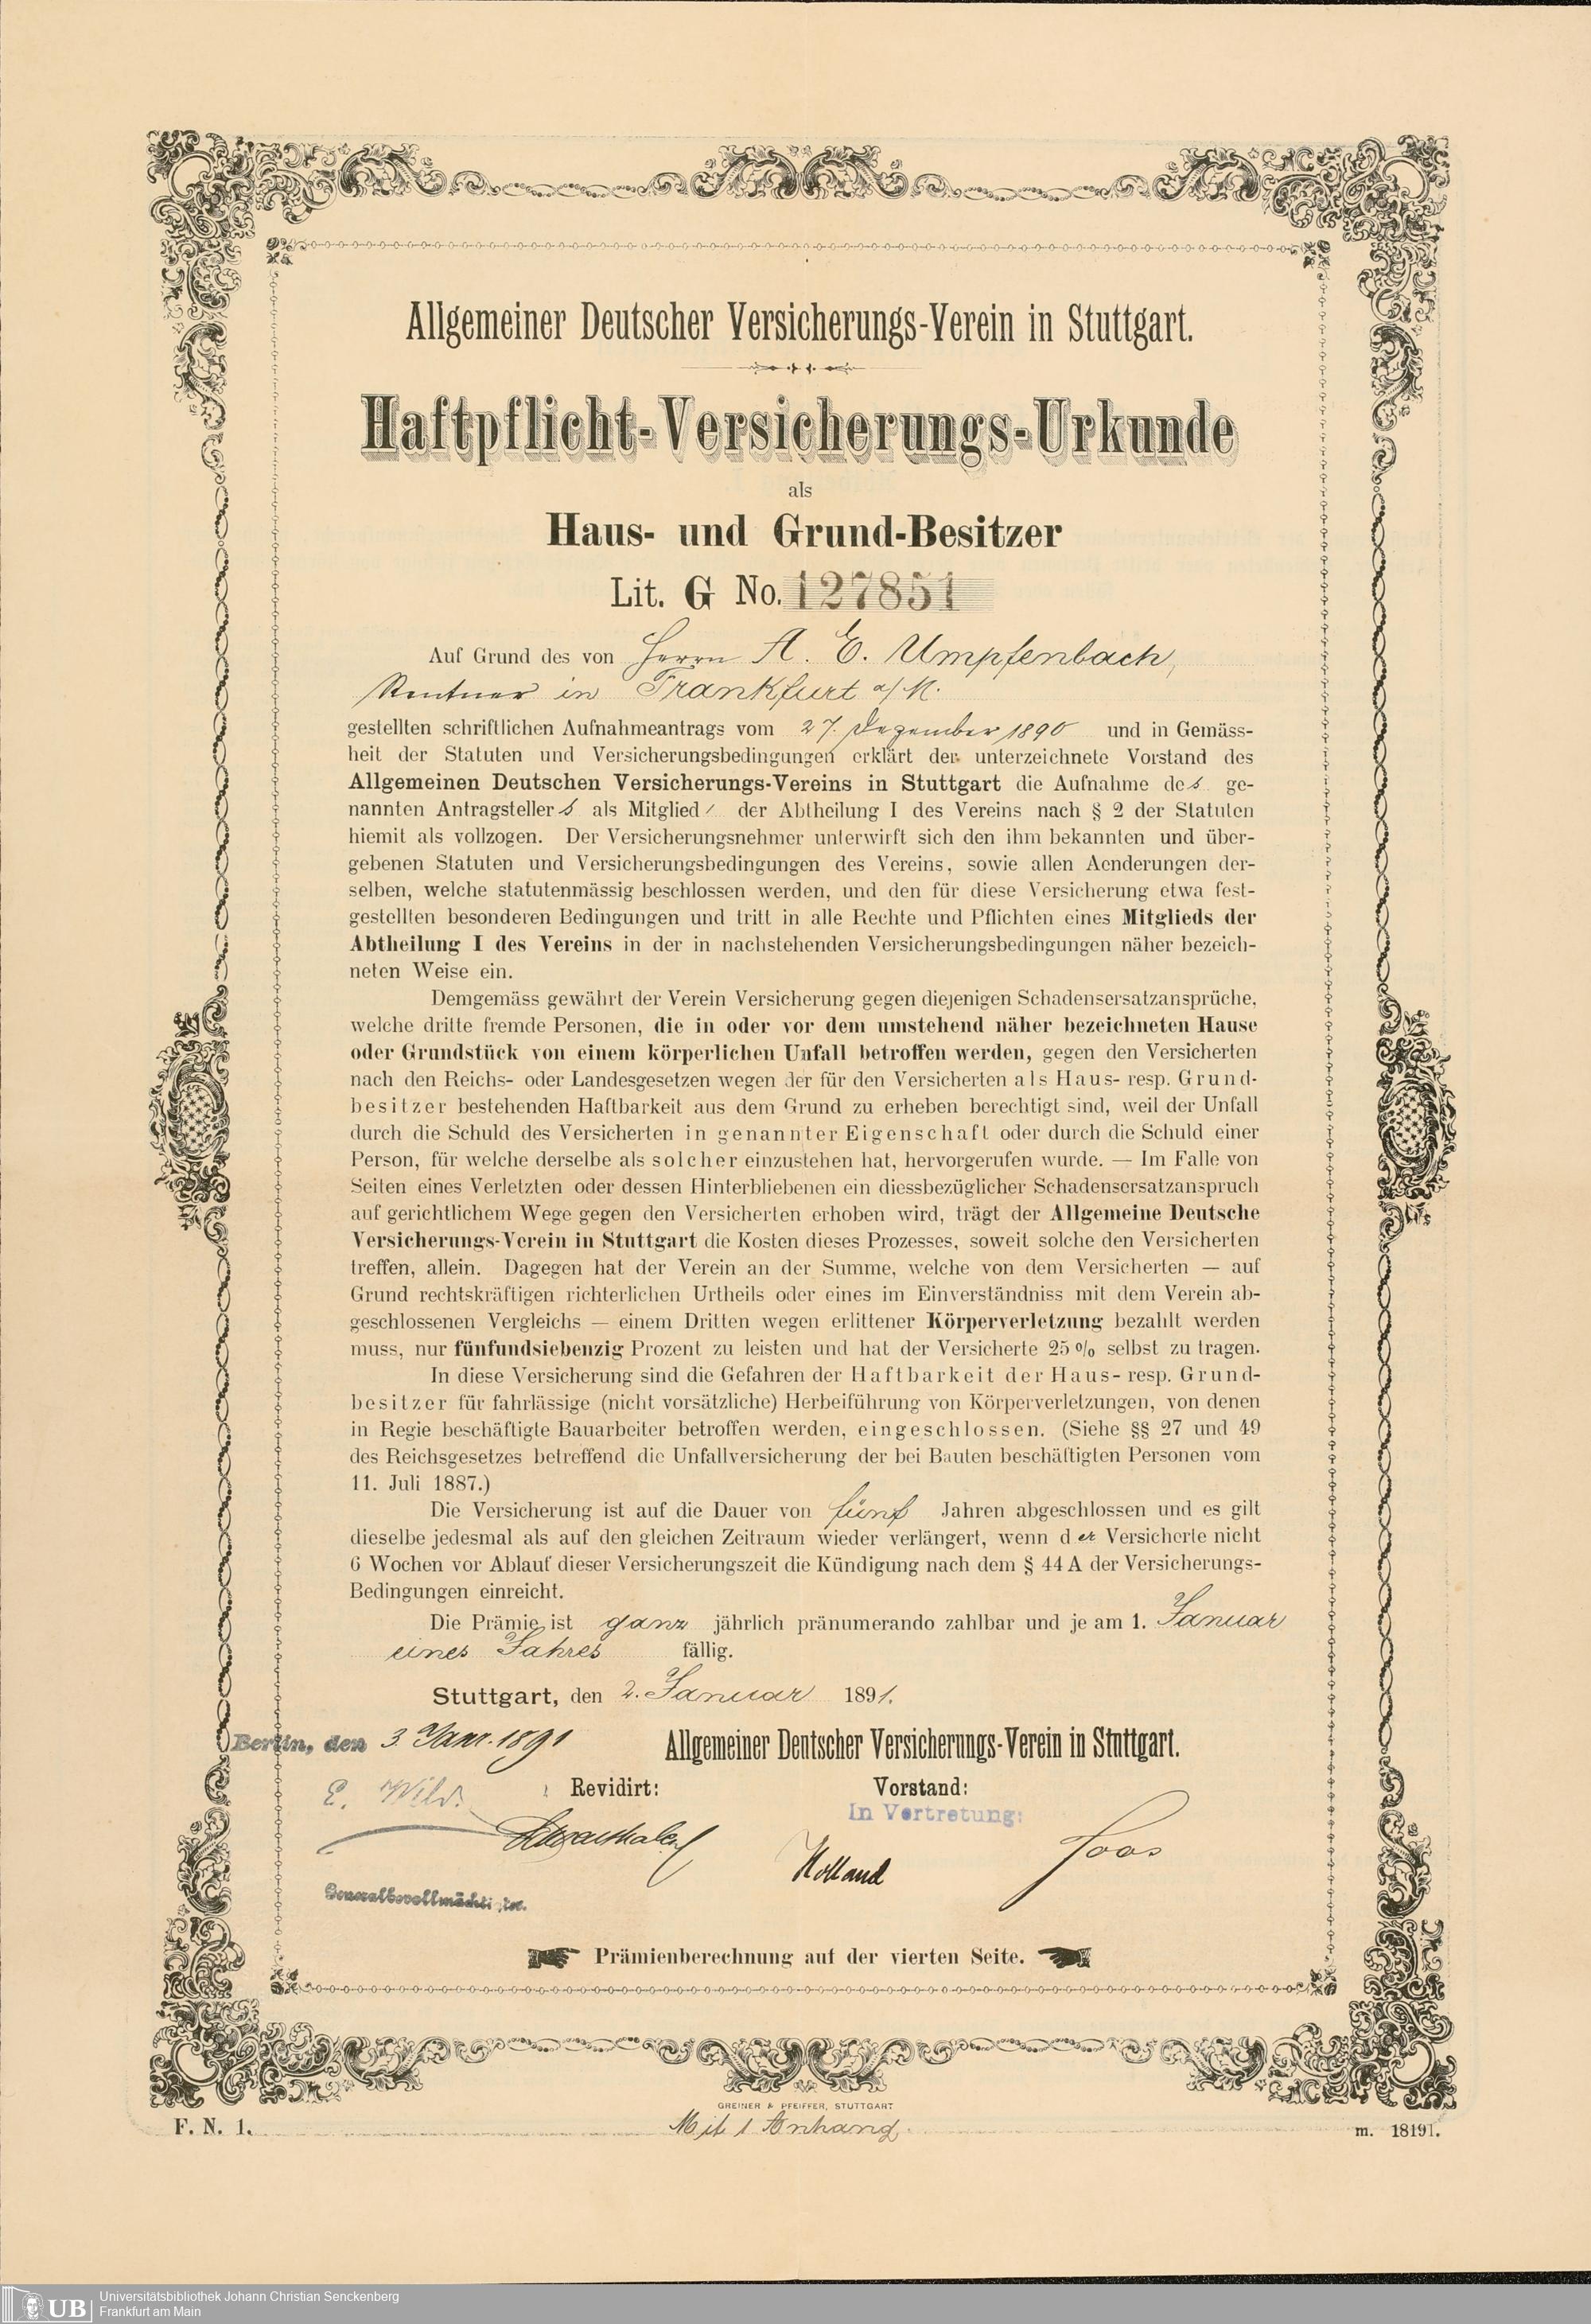 Allgemeiner Deutscher Versicherungs-Verein in Stuttgart.
Haftpflicht-Versicherungs-Urkunde
als
Haus- und Grund-Besitzer
Lit. G No. 127851
Auf Grund des von Herrn A. E. Umpfenbach,
Rentner in Frankfurt a/M.
gestellten schriftlichen Aufnahmeantrags vom 27. Dezember 1890 und in Gemäss-
heit der Statuten und Versicherungsbedingungen erklärt der unterzeichnete Vorstand des
Allgemeinen Deutschen Versicherungs-Vereins in Stuttgart die Aufnahme des ge-
nannten Antragstellers als Mitglied der Abtheilung I des Vereins nach § 2 der Statuten
hiemit als vollzogen. Der Versicherungsnehmer unterwirft sich den ihm bekannten und über-
gebenen Statuten und Versicherungsbedingungen des Vereins, sowie allen Aenderungen der-
selben, welche statutenmässig beschlossen werden, und den für diese Versicherung etwa fest-
gestellten besonderen Bedingungen und tritt in alle Rechte und Pflichten eines Mitglieds der
Abtheilung I des Vereins in der in nachstehenden Versicherungsbedingungen näher bezeich-
neten Weise ein.
Demgemäss gewährt der Verein Versicherung gegen diejenigen Schadensersatzansprüche,
welche dritte fremde Personen, die in oder vor dem umstehend näher bezeichneten Hause
oder Grundstück von einem körperlichen Unfall betroffen werden, gegen den Versicherten
nach den Reichs- oder Landesgesetzen wegen der für den Versicherten als Haus- resp. Grund-
besitzer bestehenden Haftbarkeit aus dem Grund zu erheben berechtigt sind, weil der Unfall
durch die Schuld des Versicherten in genannter Eigenschaft oder durch die Schuld einer
Person, für welche derselbe als solcher einzustehen hat, hervorgerufen wurde. — Im Falle von
Seiten eines Verletzten oder dessen Hinterbliebenen ein diessbezüglicher Schadensersatzanspruch
auf gerichtlichem Wege gegen den Versicherten erhoben wird, trägt der Allgemeine Deutsche
Versicherungs-Verein in Stuttgart die Kosten dieses Prozesses, soweit solche den Versicherten
treffen, allein. Dagegen hat der Verein an der Summe, welche von dem Versicherten — auf
Grund rechtskräftigen richterlichen Urtheils oder eines im Einverständniss mit dem Verein ab-
geschlossenen Vergleichs — einem Dritten wegen erlittener Körperverletzung bezahlt werden
muss, nur fünfundsiebenzig Prozent zu leisten und hat der Versicherte 25 % selbst zu tragen.
In diese Versicherung sind die Gefahren der Haftbarkeit der Haus- resp. Grund-
besitzer für fahrlässige (nicht vorsätzliche) Herbeiführung von Körperverletzungen, von denen
in Regie beschäftigte Bauarbeiter betroffen werden, eingeschlossen. (Siehe §§ 27 und 49
des Reichsgesetzes betreffend die Unfallversicherung der bei Bauten beschäftigten Personen vom
11. Juli 1887.)
Die Versicherung ist auf die Dauer von fünf Jahren abgeschlossen und es gilt
dieselbe jedesmal als auf den gleichen Zeitraum wieder verlängert, wenn der Versicherte nicht
6 Wochen vor Ablauf dieser Versicherungszeit die Kündigung nach dem § 44 A der Versicherungs-
Bedingungen einreicht.
Die Prämie ist ganz jährlich pränumerando zahlbar und je am 1. Januar
eines Jahres fällig.
Stuttgart, den 2. Januar 1891.
Berlin, den 3. Janr. 1891
Allgemeiner Deutscher Versicherungs-Verein in Stuttgart.
Revidirt: Vorstand:
In Vertretung:
E. Wild.
Holland
Generalbevollmächtigter.
Prämienberechnung auf der vierten Seite.
GREINER & PFEIFFER, STUTTGART
F. N. 1. Mit 1 Anhang. m. 18191.
UB Universitätsbibliothek Johann Christian Senckenberg
Frankfurt am Main